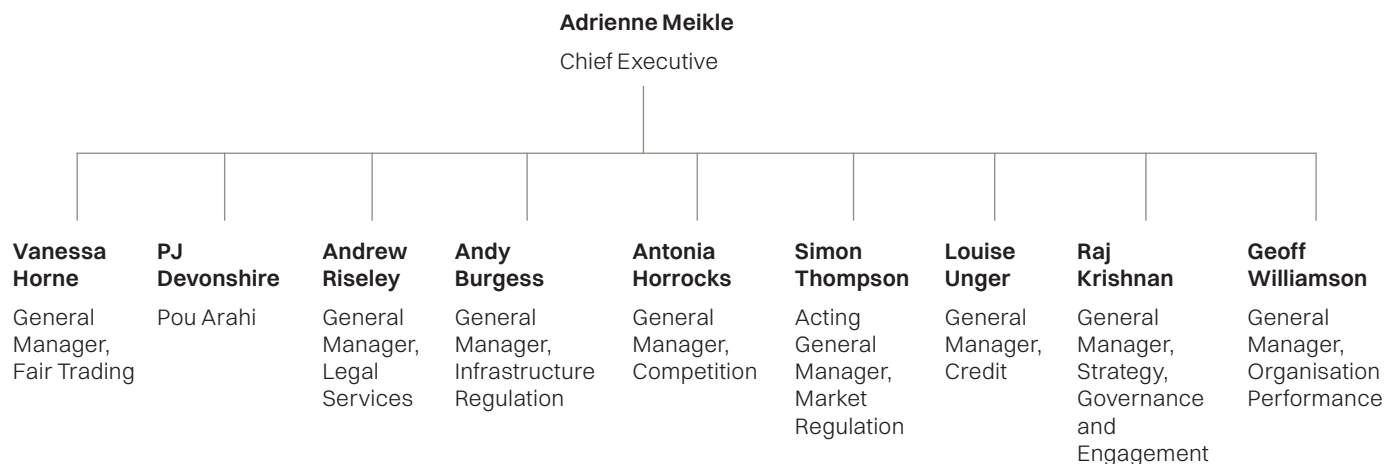 Adrienne Meikle
Chief Executive
Vanessa
Horne
General
Manager,
Fair Trading
PJ
Devonshire
Pou Arahi
Andrew
Riseley
General
Manager,
Legal
Services
Andy
Burgess
General
Manager,
Infrastructure
Regulation
Antonia
Horrocks
General
Manager,
Competition
Simon
Thompson
Acting
General
Manager,
Market
Regulation
Louise
Unger
General
Manager,
Credit
Raj
Krishnan
General
Manager,
Strategy,
Governance
and
Engagement
Geoff
Williamson
General
Manager,
Organisation
Performance